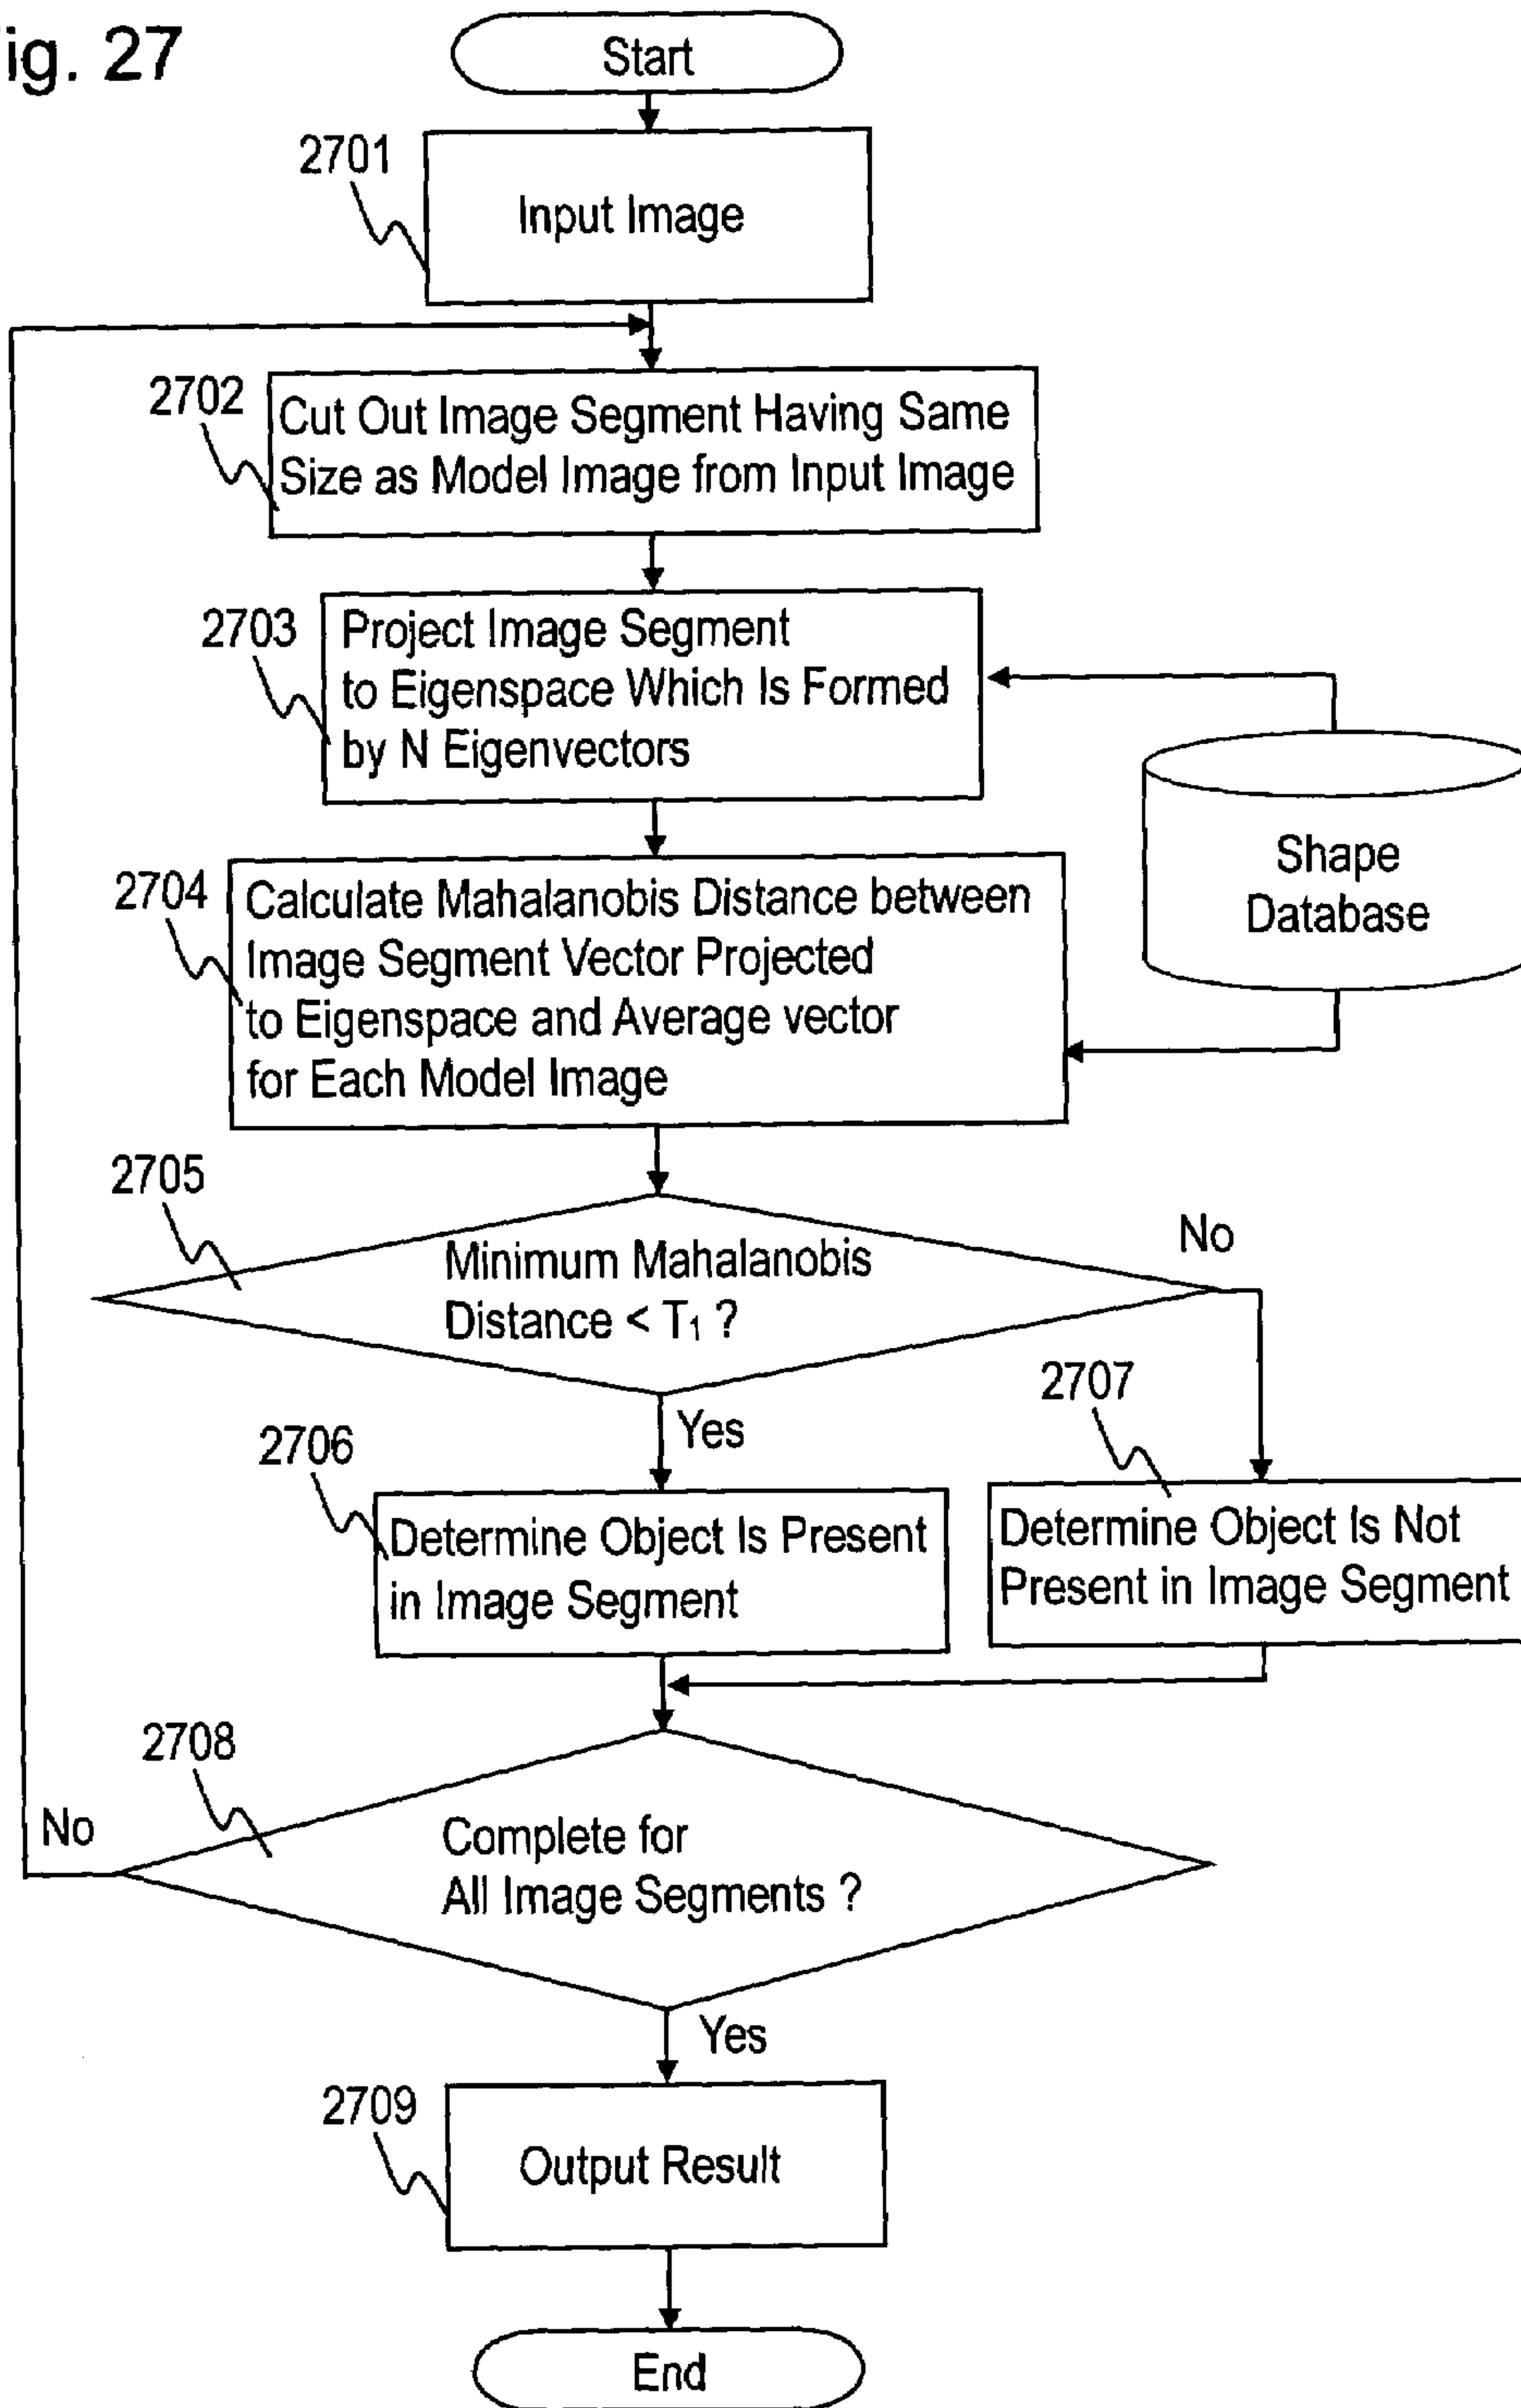 ig. 27
Start
2701
Input Image
2702
Cut Out Image Segment Having Same
Size as Model Image from Input Image
2703
Project Image Segment
to Eigenspace Which Is Formed
by N Eigenvectors
Shape
Database
2704
Calculate Mahalanobis Distance between
Image Segment Vector Projected
to Eigenspace and Average vector
for Each Model Image
2705
Minimum Mahalanobis
Distance < T₁ ?
No
Yes
2706
Determine Object Is Present
in Image Segment
2707
Determine Object Is Not
Present in Image Segment
2708
No
Complete for
All Image Segments ?
Yes
2709
Output Result
End